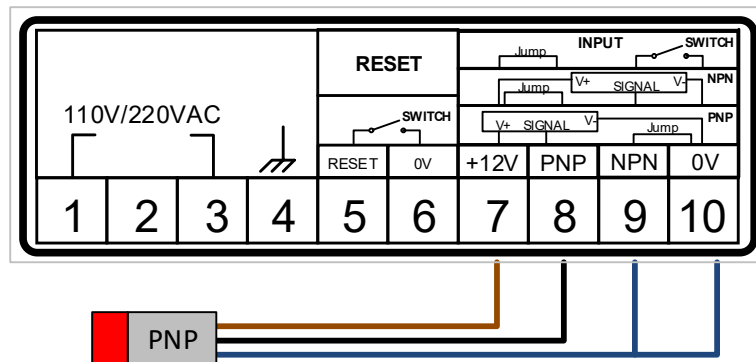 INPUT
Jump
SWITCH
RESET
V+ V- NPN
Jump SIGNAL
110V/220VAC
SWITCH
V- PNP
V+ SIGNAL Jump
RESET 0V +12V PNP NPN 0V
1 2 3 4 5 6 7 8 9 10
PNP